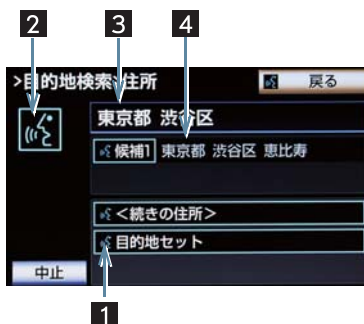 2 3 4
>目的地検索>住所 戻る
東京都 渋谷区
候補1 東京都 渋谷区 恵比寿
<続きの住所>
目的地セット
中止
1